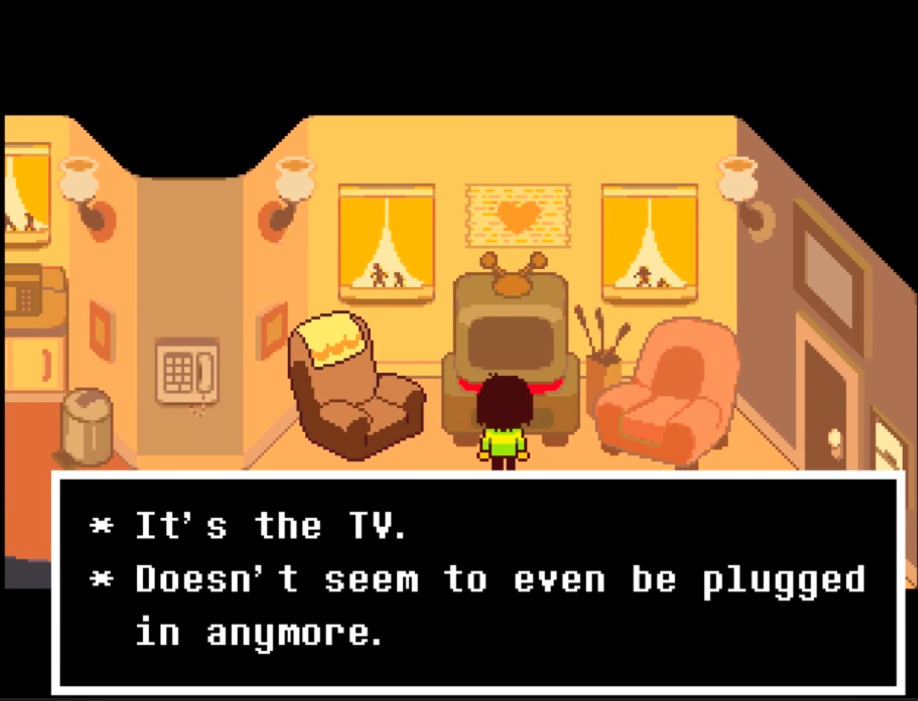 * It's the TV.
* Doesn't seem to even be plugged
in anymore.